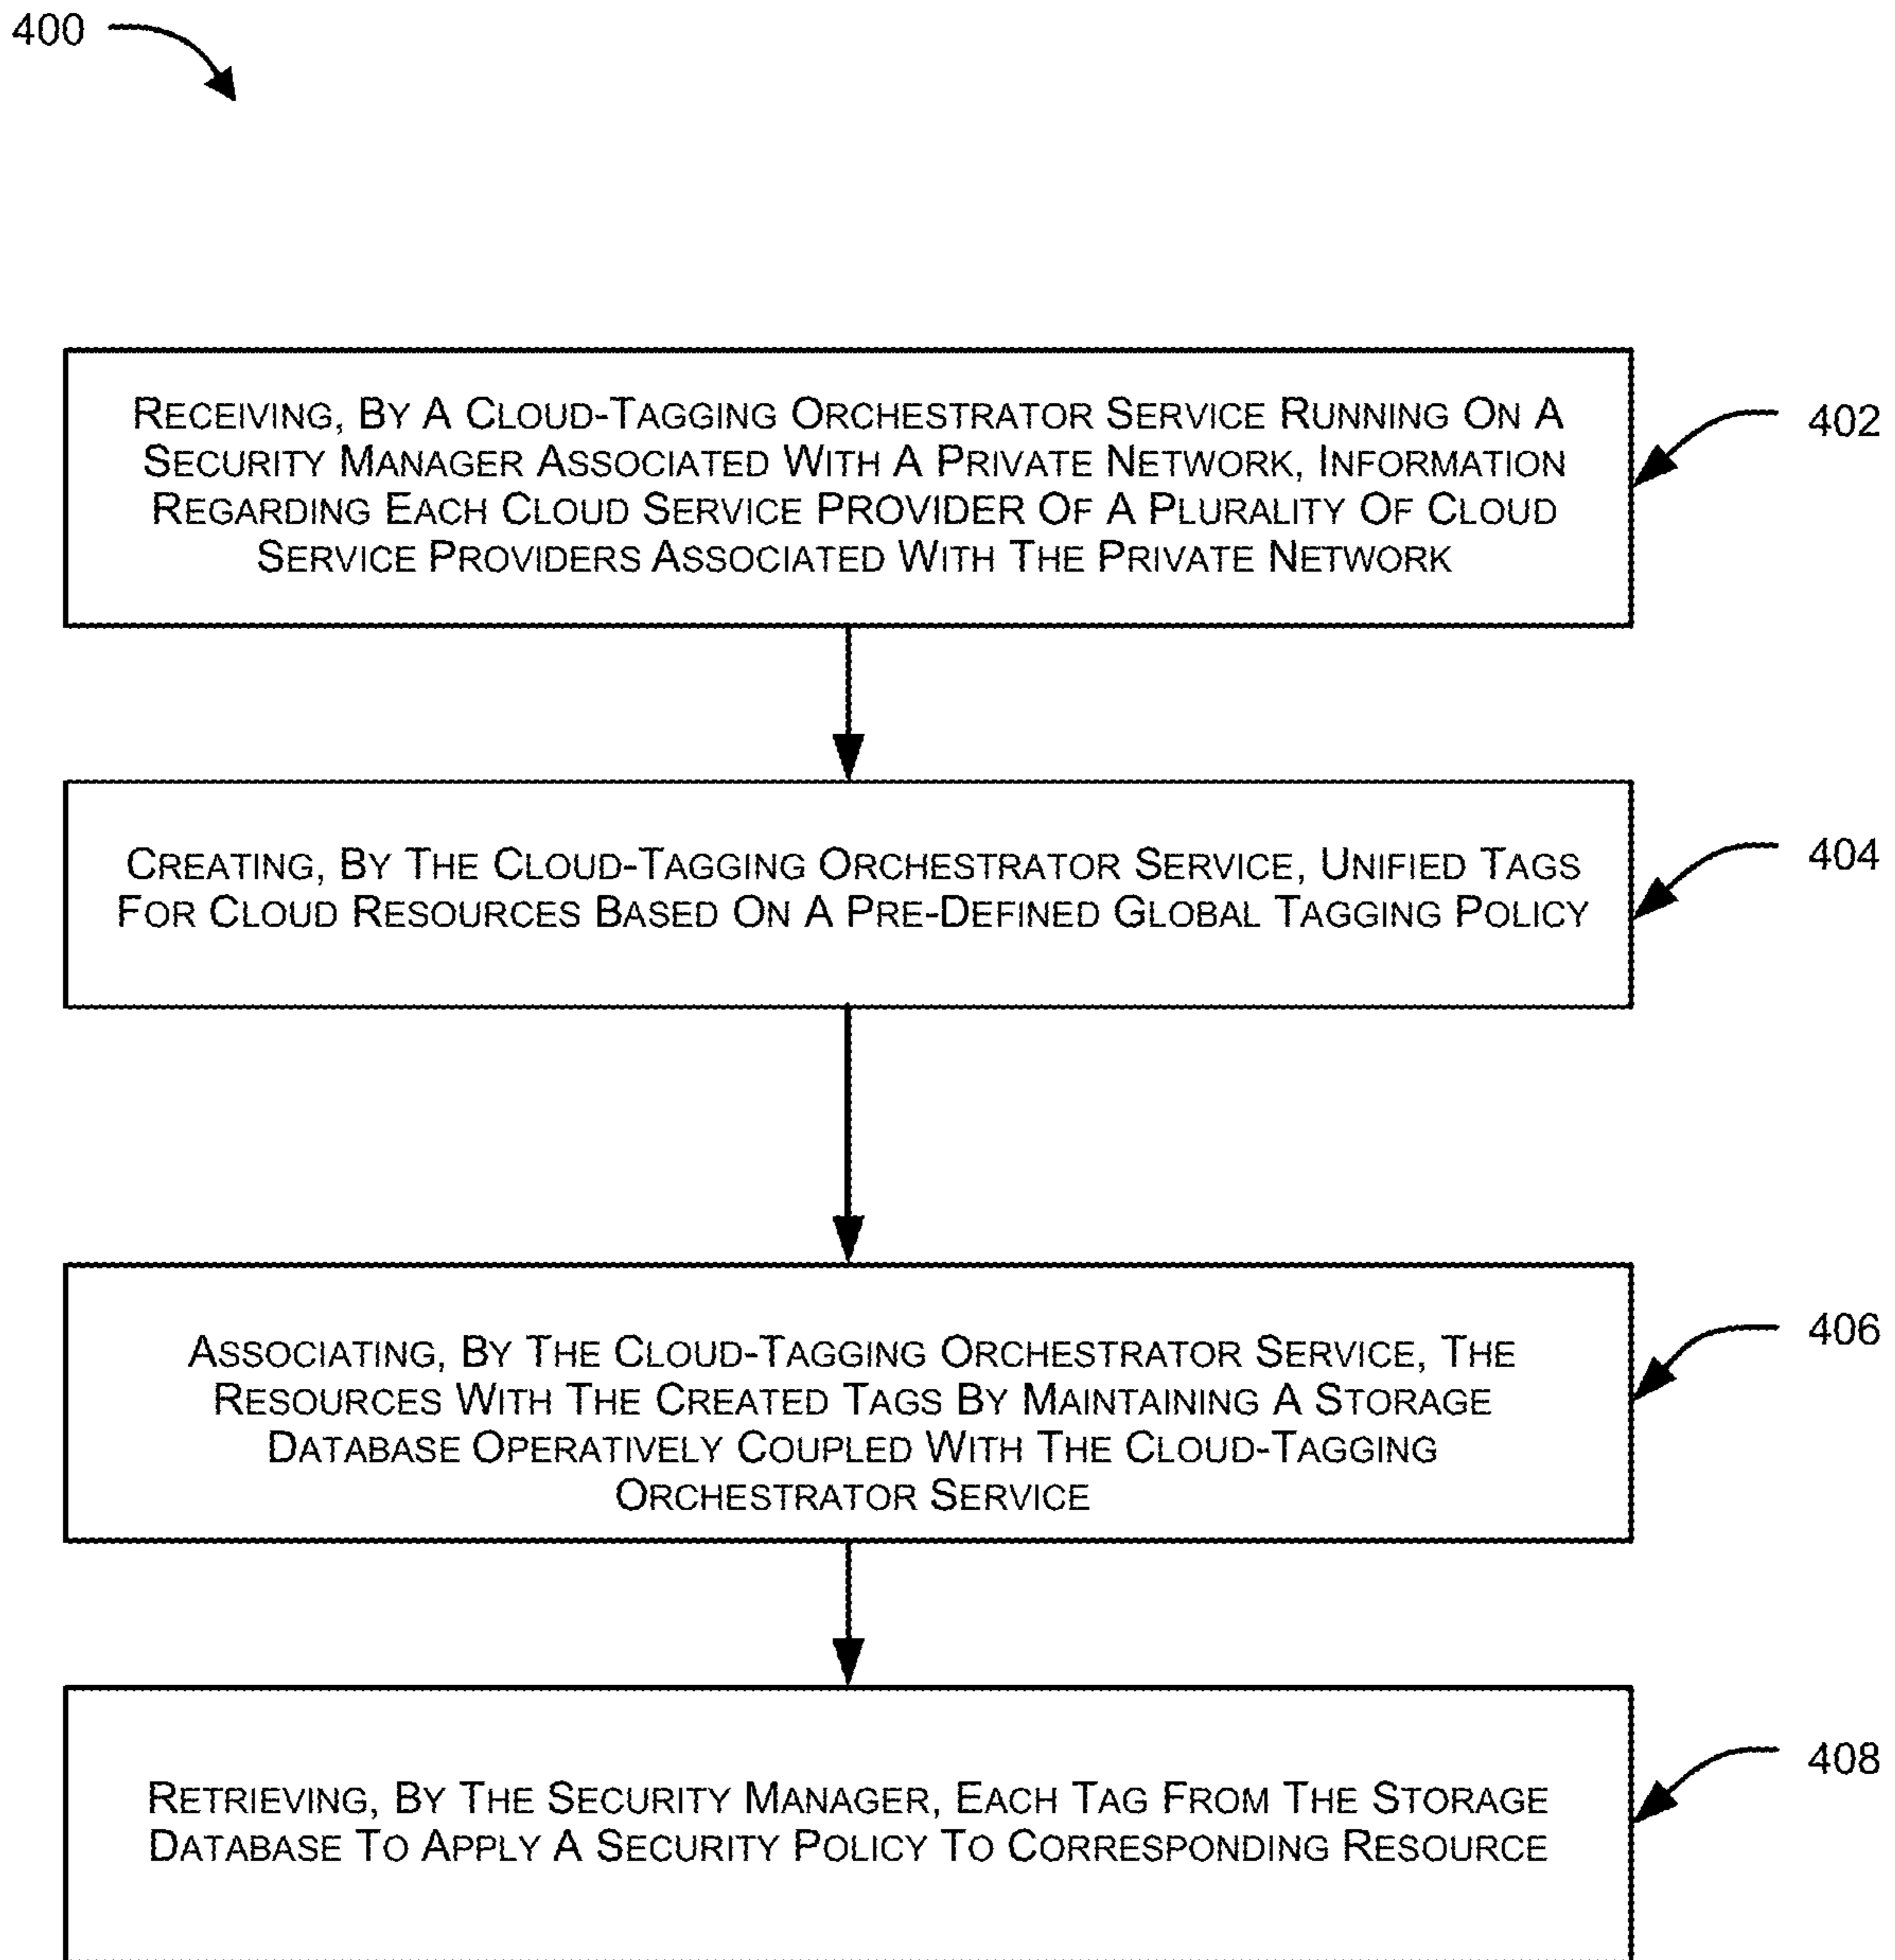 400
RECEIVING, BY A CLOUD-TAGGING ORCHESTRATOR SERVICE RUNNING ON A
SECURITY MANAGER ASSOCIATED WITH A PRIVATE NETWORK, INFORMATION
REGARDING EACH CLOUD SERVICE PROVIDER OF A PLURALITY OF CLOUD
SERVICE PROVIDERS ASSOCIATED WITH THE PRIVATE NETWORK
402
CREATING, BY THE CLOUD-TAGGING ORCHESTRATOR SERVICE, UNIFIED TAGS
FOR CLOUD RESOURCES BASED ON A PRE-DEFINED GLOBAL TAGGING POLICY
404
ASSOCIATING, BY THE CLOUD-TAGGING ORCHESTRATOR SERVICE, THE
RESOURCES WITH THE CREATED TAGS BY MAINTAINING A STORAGE
DATABASE OPERATIVELY COUPLED WITH THE CLOUD-TAGGING
ORCHESTRATOR SERVICE
406
RETRIEVING, BY THE SECURITY MANAGER, EACH TAG FROM THE STORAGE
DATABASE TO APPLY A SECURITY POLICY TO CORRESPONDING RESOURCE
408